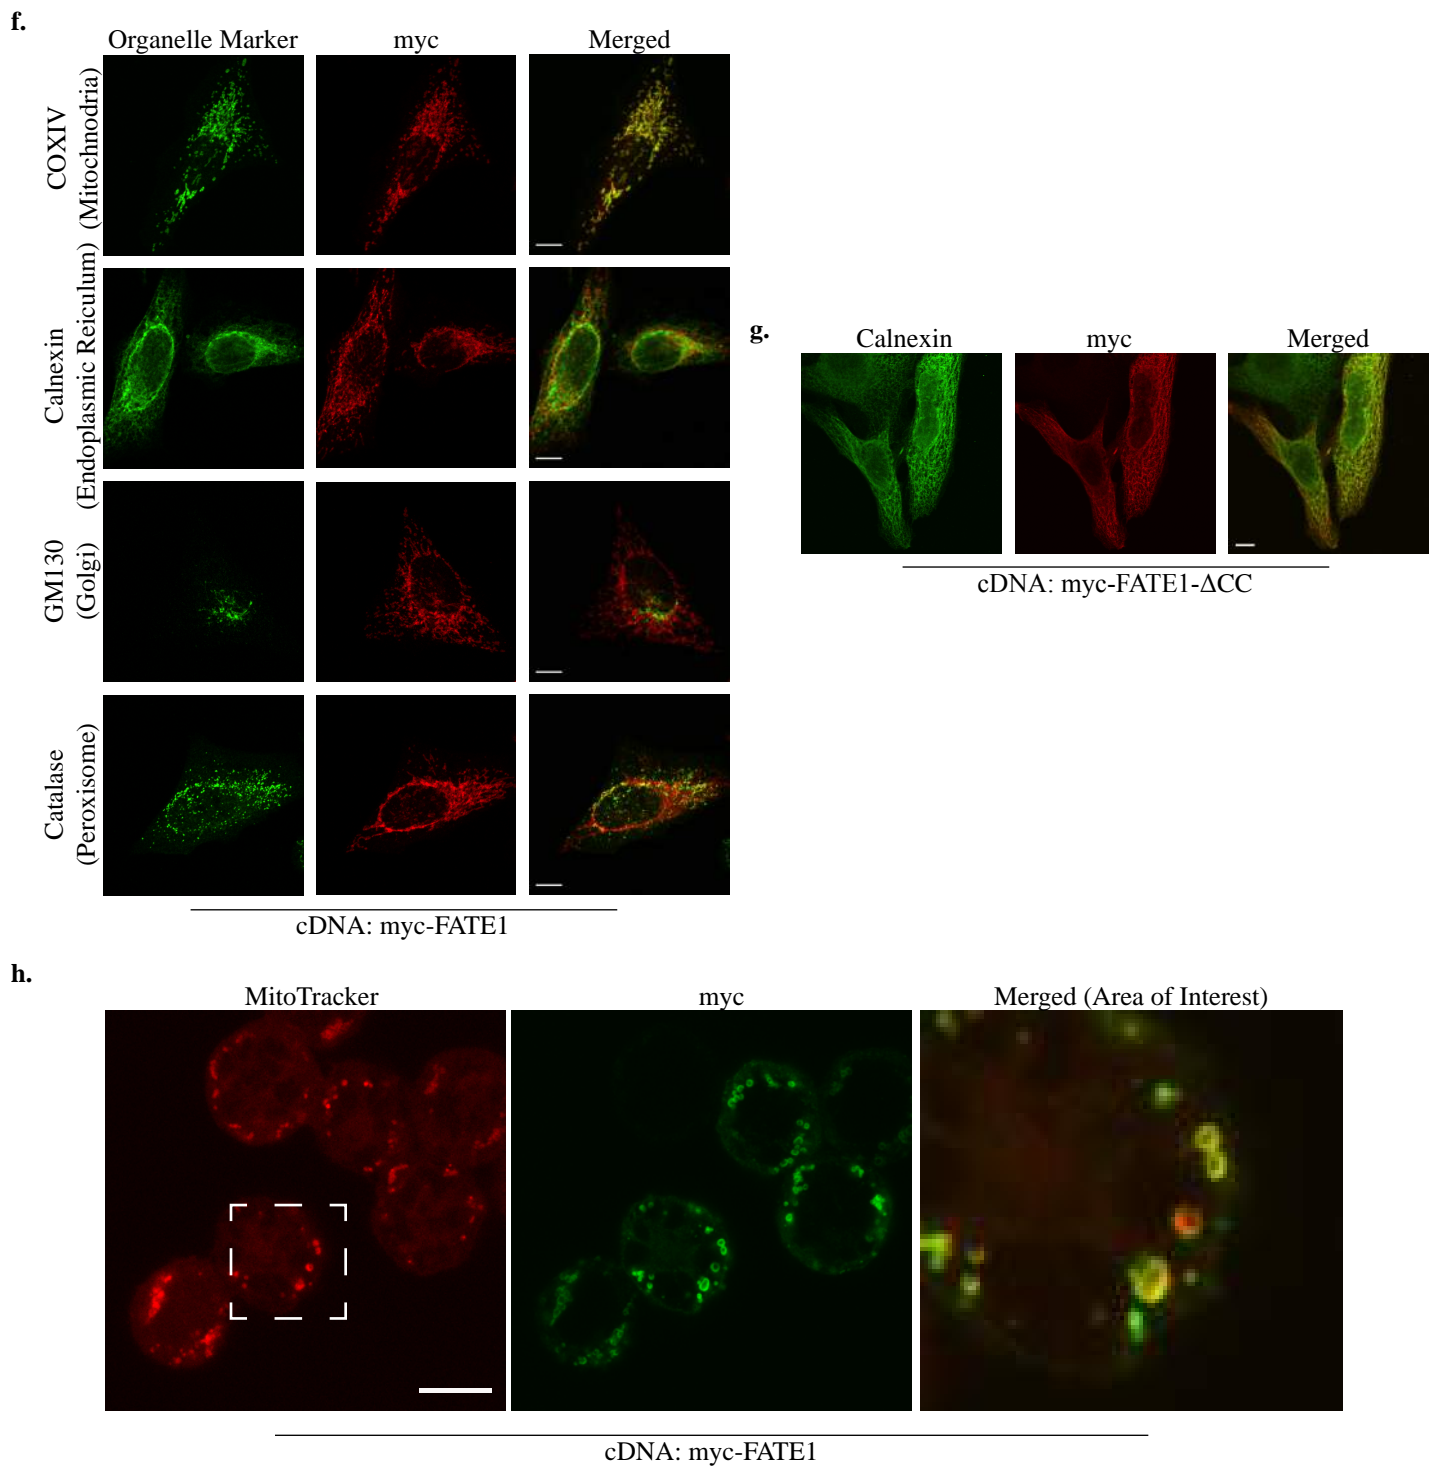 f.
Organelle Marker myc Merged
COXIV
(Mitochnodria)
Calnexin
(Endoplasmic Reiculum)
GM130
(Golgi)
Catalase
(Peroxisome)
cDNA: myc-FATE1
g.
Calnexin myc Merged
cDNA: myc-FATE1-ΔCC
h.
MitoTracker myc Merged (Area of Interest)
cDNA: myc-FATE1